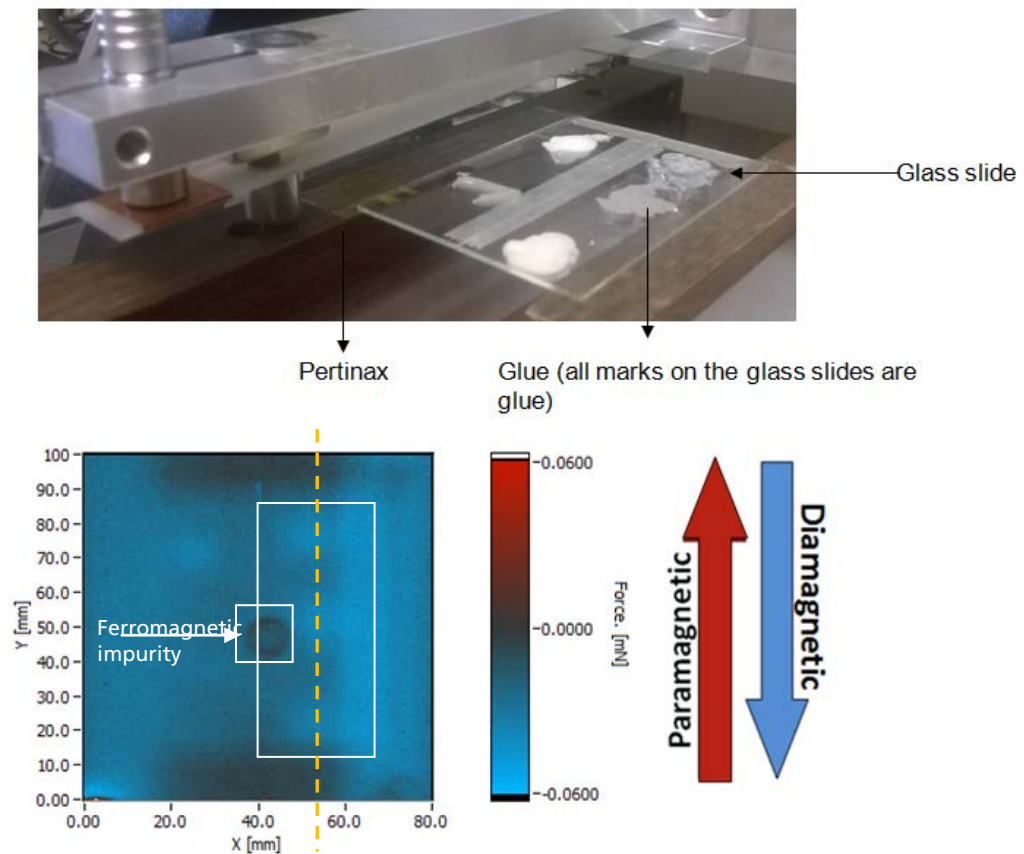 Glass slide
Pertinax
Glue (all marks on the glass slides are
glue)
100
90.0
80.0
70.0
60.0
50.0
40.0
30.0
20.0
10.0
0.00
Y [mm]
Ferromagnetic
impurity
0.00
20.0
40.0
60.0
80.0
X [mm]
0.0600
0.0000
-0.0600
Force. [mN]
Paramagnetic
Diamagnetic